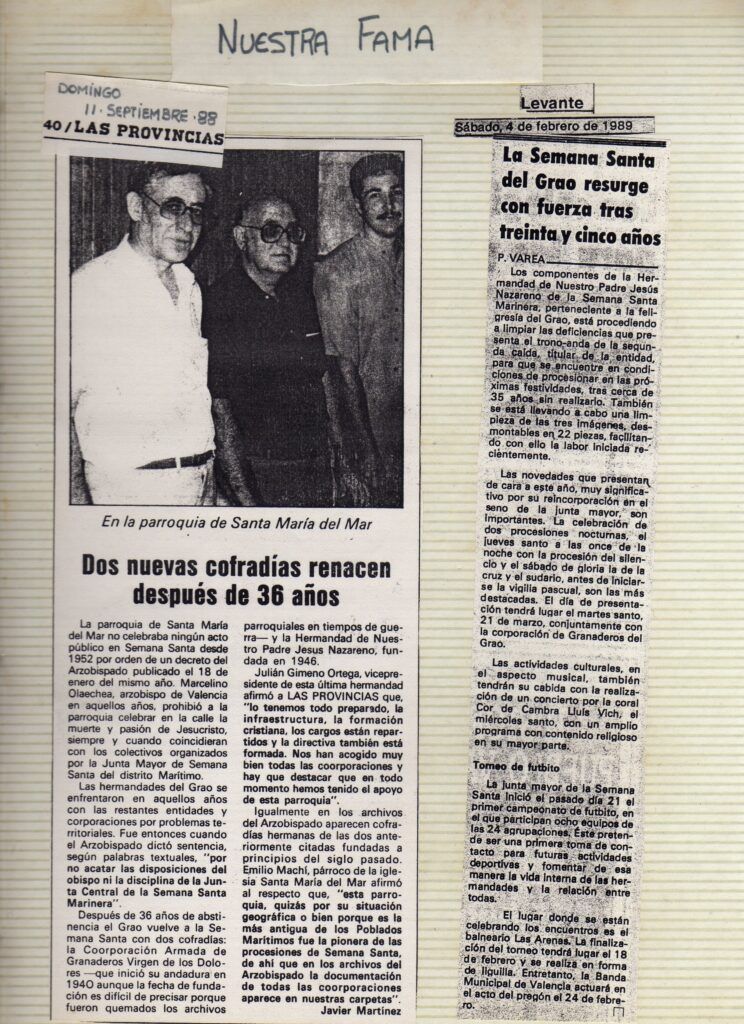 NUESTRA FAMA
DOMINGO
11 · SEPTIEMBRE · 88
40/LAS PROVINCIAS
En la parroquia de Santa María del Mar
Dos nuevas cofradías renacen
después de 36 años
La parroquia de Santa María
del Mar no celebraba ningún acto
público en Semana Santa desde
1952 por orden de un decreto del
Arzobispado publicado el 18 de
enero del mismo año. Marcelino
Olaechea, arzobispo de Valencia
en aquellos años, prohibió a la
parroquia celebrar en la calle la
muerte y pasión de Jesucristo,
siempre y cuando coincidieran
con los colectivos organizados
por la Junta Mayor de Semana
Santa del distrito Marítimo.
Las hermandades del Grao se
enfrentaron en aquellos años
con las restantes entidades y
corporaciones por problemas te-
rritoriales. Fue entonces cuando
el Arzobispado dictó sentencia,
según palabras textuales, "por
no acatar las disposiciones del
obispo ni la disciplina de la Jun-
ta Central de la Semana Santa
Marinera".
Después de 36 años de absti-
nencia el Grao vuelve a la Se-
mana Santa con dos cofradías:
la Coorporación Armada de
Granaderos Virgen de los Dolo-
res —que inició su andadura en
1940 aunque la fecha de funda-
ción es difícil de precisar porque
fueron quemados los archivos
parroquiales en tiempos de gue-
rra— y la Hermandad de Nues-
tro Padre Jesus Nazareno, fun-
dada en 1946.
Julián Gimeno Ortega, vicepre-
sidente de esta última hermandad
afirmó a LAS PROVINCIAS que,
"lo tenemos todo preparado, la
infraestructura, la formación
cristiana, los cargos están repar-
tidos y la directiva también está
formada. Nos han acogido muy
bien todas las coorporaciones y
hay que destacar que en todo
momento hemos tenido el apoyo
de esta parroquia".
Igualmente en los archivos
del Arzobispado aparecen cofra-
días hermanas de las dos ante-
riormente citadas fundadas a
principios del siglo pasado.
Emilio Machí, párroco de la igle-
sia Santa María del Mar afirmó
al respecto que, "esta parro-
quia, quizás por su situación
geográfica o bien porque es la
más antigua de los Poblados
Marítimos fue la pionera de las
procesiones de Semana Santa,
de ahí que en los archivos del
Arzobispado la documentación
de todas las coorporaciones
aparece en nuestras carpetas".
Javier Martínez
Levante
Sábado, 4 de febrero de 1989
La Semana Santa
del Grao resurge
con fuerza tras
treinta y cinco años
P. VAREA
Los componentes de la Her-
mandad de Nuestro Padre Jesús
Nazareno de la Semana Santa
Marinera, perteneciente a la feli-
gresía del Grao, está procediendo
a limpiar las deficiencias que pre-
senta el trono-anda de la segun-
da caída, titular de la entidad,
para que se encuentre en condi-
ciones de procesionar en las pró-
ximas festividades, tras cerca de
35 años sin realizarlo. También
se está llevando a cabo una lim-
pieza de las tres imágenes, des-
montables en 22 piezas, facilitan-
do con ello la labor iniciada re-
cientemente.
Las novedades que presentan
de cara a este año, muy significa-
tivo por su reincorporación en el
seno de la junta mayor, son
importantes. La celebración de
dos procesiones nocturnas, el
jueves santo a las once de la
noche con la procesión del silen-
cio y el sábado de gloria la de la
cruz y el sudario, antes de iniciar-
se la vigilia pascual, son las más
destacadas. El día de presenta-
ción tendrá lugar el martes santo,
21 de marzo, conjuntamente con
la corporación de Granaderos del
Grao.
Las actividades culturales, en
el aspecto musical, también
tendrán su cabida con la realiza-
ción de un concierto por la coral
Cor de Cambra Lluís Vich, el
miércoles santo, con un amplio
programa con contenido religioso
en su mayor parte.
Torneo de futbito
La junta mayor de la Semana
Santa inició el pasado día 21 el
primer campeonato de futbito, en
el que participan ocho equipos de
las 24 agrupaciones. Éste preten-
de ser una primera toma de con-
tacto para futuras actividades
deportivas y fomentar de esa
manera la vida interna de las her-
mandades y la relación entre
todas.
El lugar donde se están
celebrando los encuentros es el
balneario Las Arenas. La finaliza-
ción del torneo tendrá lugar el 18
de febrero y se realiza en forma
de liguilla. Entretanto, la Banda
Municipal de Valencia actuará en
el acto del pregón el 24 de febre-
ro.